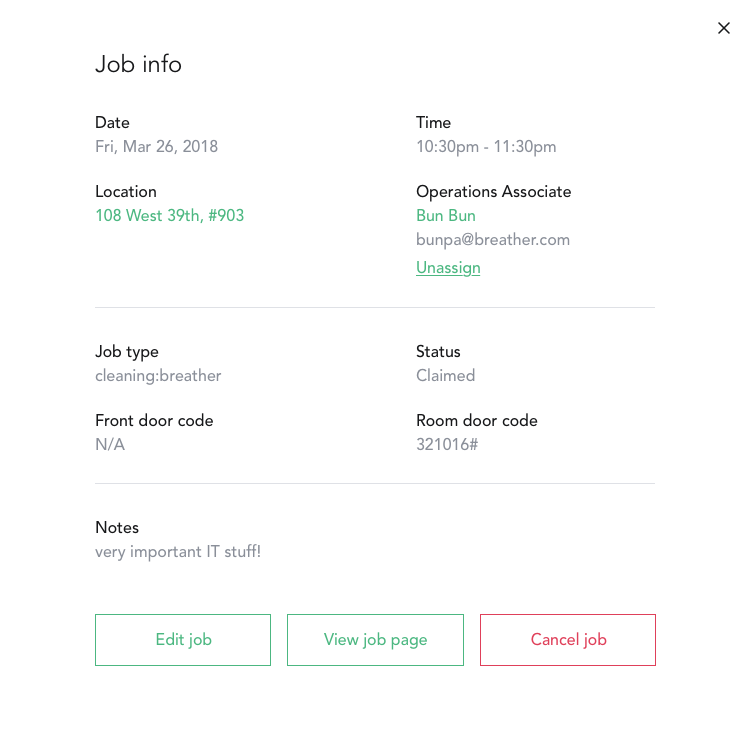 Job info
Date
Fri, Mar 26, 2018
Time
10:30pm - 11:30pm
Location
108 West 39th, #903
Operations Associate
Bun Bun
bunpa@breather.com
Unassign
Job type
cleaning:breather
Status
Claimed
Front door code
N/A
Room door code
321016#
Notes
very important IT stuff!
Edit job
View job page
Cancel job